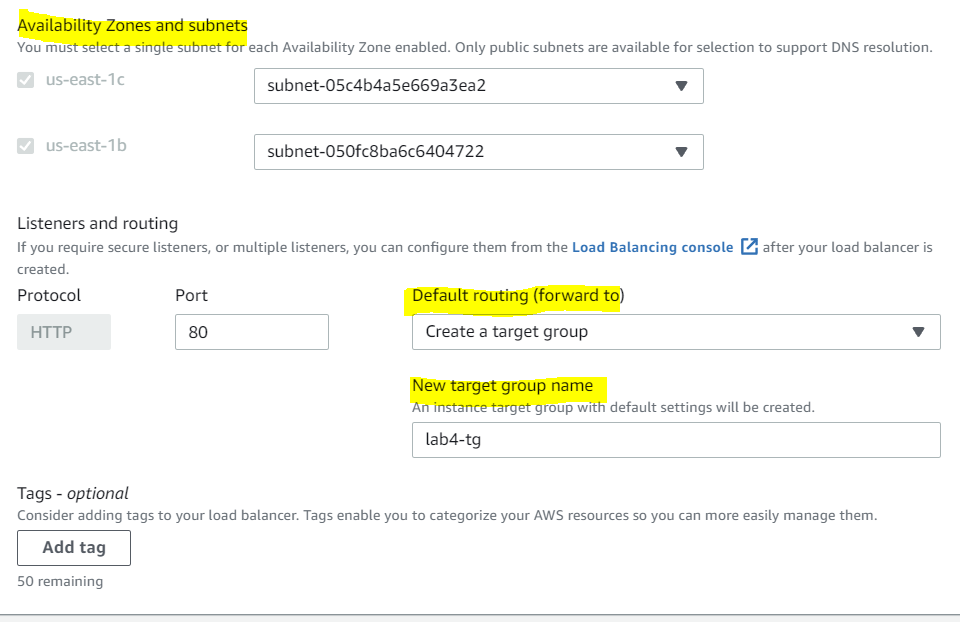 Availability Zones and subnets
You must select a single subnet for each Availability Zone enabled. Only public subnets are available for selection to support DNS resolution.
us-east-1c
subnet-05c4b4a5e669a3ea2
us-east-1b
subnet-050fc8ba6c6404722
Listeners and routing
If you require secure listeners, or multiple listeners, you can configure them from the Load Balancing console after your load balancer is
created.
Protocol Port Default routing (forward to)
HTTP 80 Create a target group
New target group name
An instance target group with default settings will be created.
lab4-tg
Tags - optional
Consider adding tags to your load balancer. Tags enable you to categorize your AWS resources so you can more easily manage them.
Add tag
50 remaining